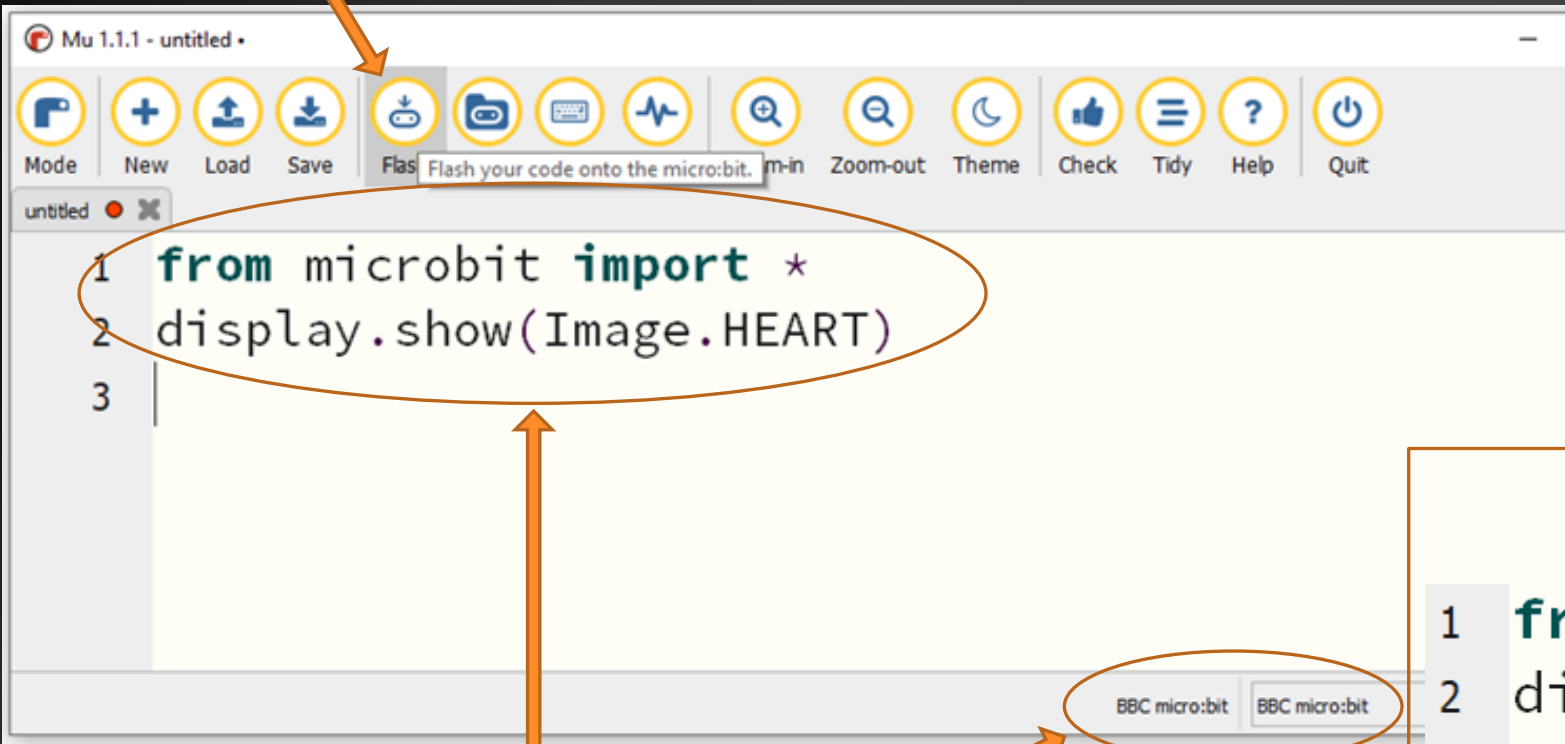 Mu 1.1.1 - untitled •
Mode New Load Save Flas m-in Zoom-out Theme Check Tidy Help Quit
Flash your code onto the micro:bit.
untitled
1 from microbit import *
2 display.show(Image.HEART)
3
1 fr
2 di
BBC micro:bit BBC micro:bit